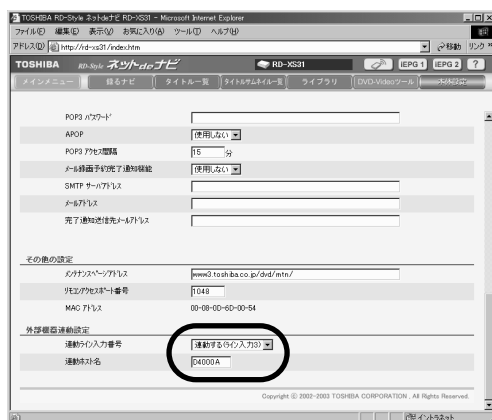 TOSHIBA RD-Style ネットdeナビ RD-XS31 - Microsoft Internet Explorer
ファイル(F) 編集(E) 表示(V) お気に入り(A) ツール(T) ヘルプ(H)
アドレス(D) http://rd-xs31/index.htm 移動 リンク »
TOSHIBA RD-Style ネットdeナビ RD-XS31 iEPG 1 iEPG 2 ?
メインメニュー 録るナビ タイトル一覧 タイトルサムネイル一覧 ライブラリ DVD-Videoツール
POP3 パスワード
APOP 使用しない
POP3 アクセス間隔 15 分
メール録画予約完了通知機能 使用しない
SMTP サーバアドレス
メールアドレス
完了通知送信先メールアドレス
その他の設定
メンテナンスページアドレス www3.toshiba.co.jp/dvd/mtn/
リモコンアクセスポート番号 1048
MAC アドレス 00-08-0D-6D-00-54
外部機器連動設定
連動ライン入力番号 連動する(ライン入力3)
連動ホスト名 D4000A
Copyright © 2002-2003 TOSHIBA CORPORATION , All Rights Reserved.
イントラネット